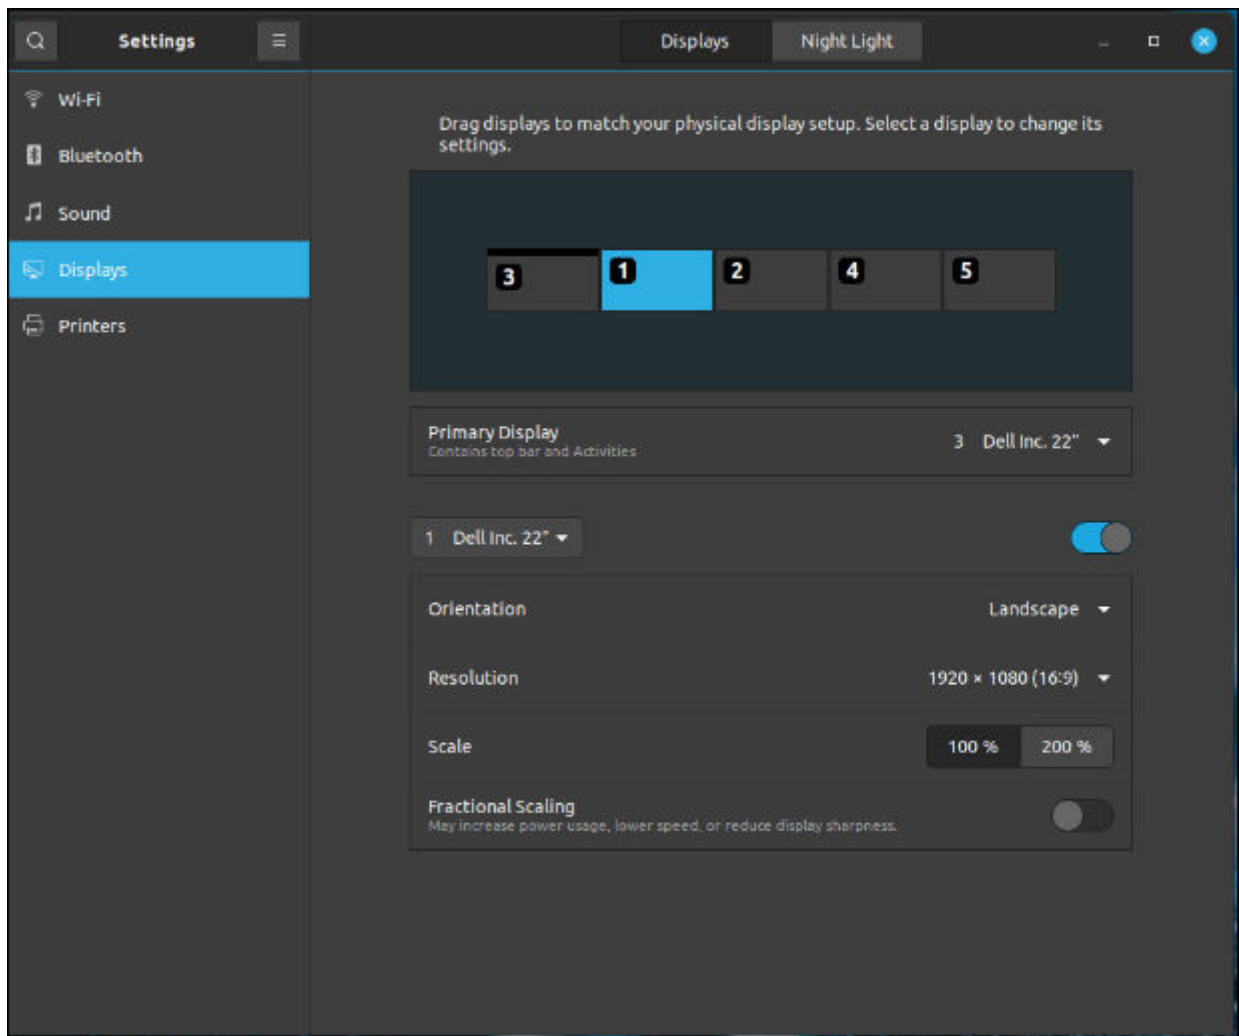 Settings
Displays
Night Light
Wi-Fi
Bluetooth
Sound
Displays
Printers
Drag displays to match your physical display setup. Select a display to change its
settings.
3
1
2
4
5
Primary Display
Contains top bar and Activities
3 Dell Inc. 22"
1 Dell Inc. 22"
Orientation
Landscape
Resolution
1920 × 1080 (16:9)
Scale
100 %
200 %
Fractional Scaling
May increase power usage, lower speed, or reduce display sharpness.